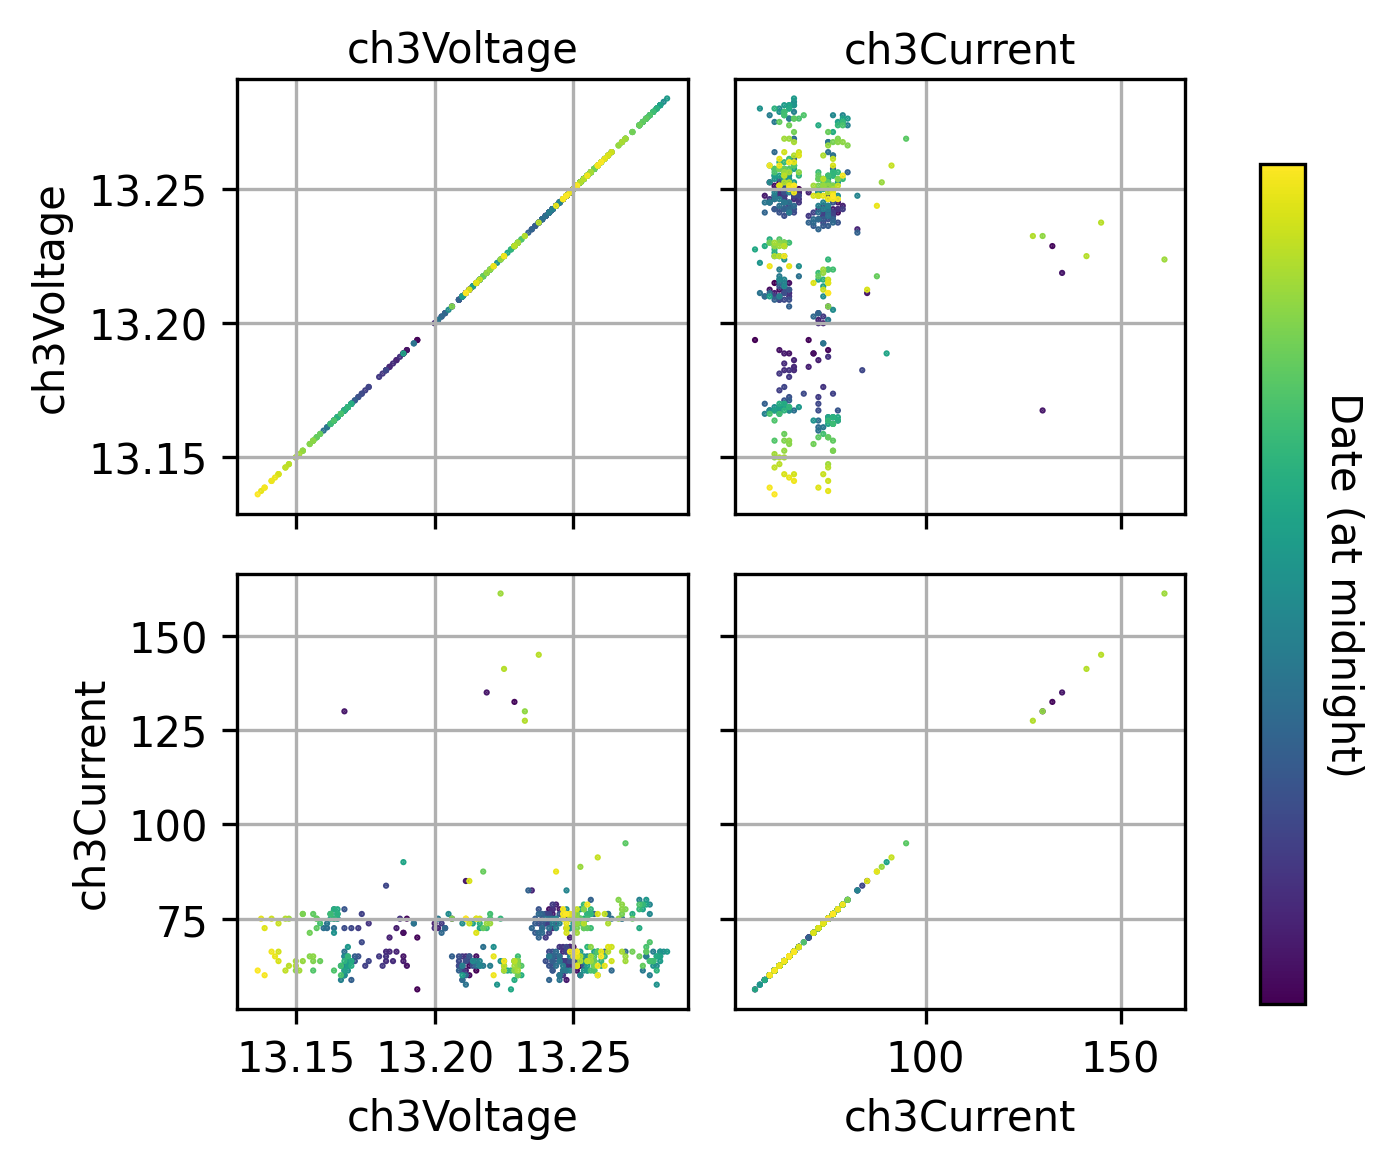 ch3Voltage ch3Current
ch3Voltage
13.25
13.20
13.15
ch3Current
150
125
100
75
13.15 13.20 13.25 100 150
ch3Voltage ch3Current
Date (at midnight)